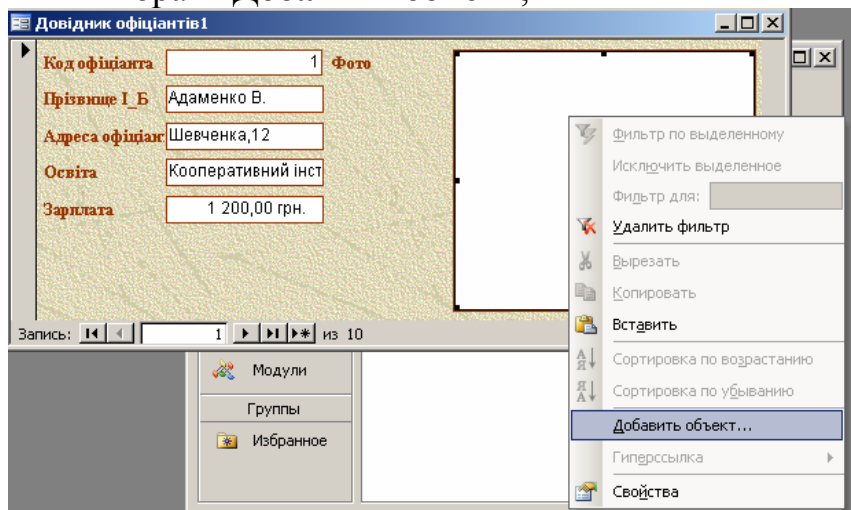 Довідник офіціантів1
Код офіціанта 1 Фото
Прізвище І_Б Адаменко В.
Адреса офіціан Шевченка,12
Освіта Кооперативний інст
Зарплата 1 200,00 грн.
Запись: 1 из 10
Модули
Группы
Избранное
Фильтр по выделенному
Исключить выделенное
Фильтр для:
Удалить фильтр
Вырезать
Копировать
Вставить
Сортировка по возрастанию
Сортировка по убыванию
Добавить объект...
Гиперссылка
Свойства